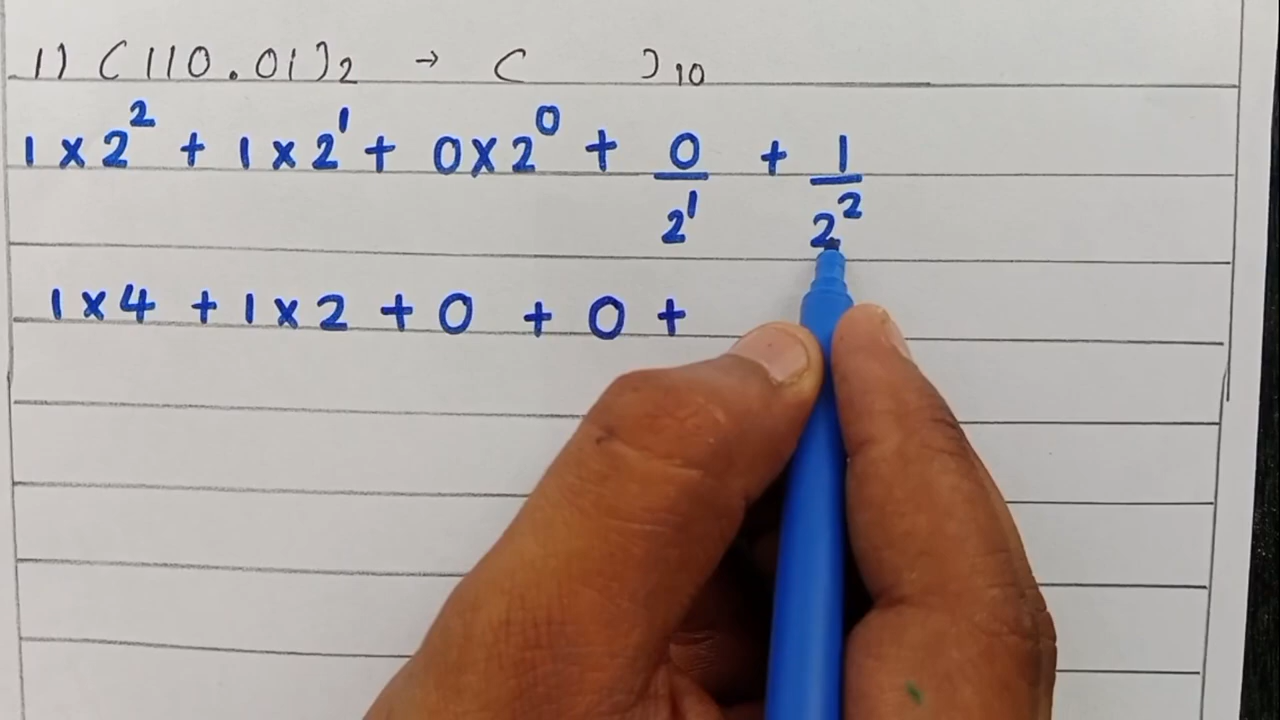 1) (110.01)₂ → (     )₁₀
1 × 2² + 1 × 2¹ + 0 × 2⁰ + 0/2¹ + 1/2²
1 × 4 + 1 × 2 + 0 + 0 +